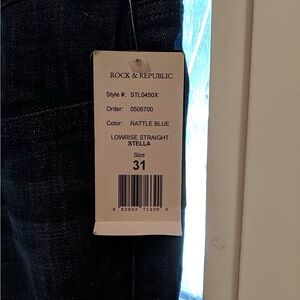 ROCK & REPUBLIC
Style #: STL0450X
Order: 0506700
Color: RATTLE BLUE
LOWRISE STRAIGHT
STELLA
Size
31